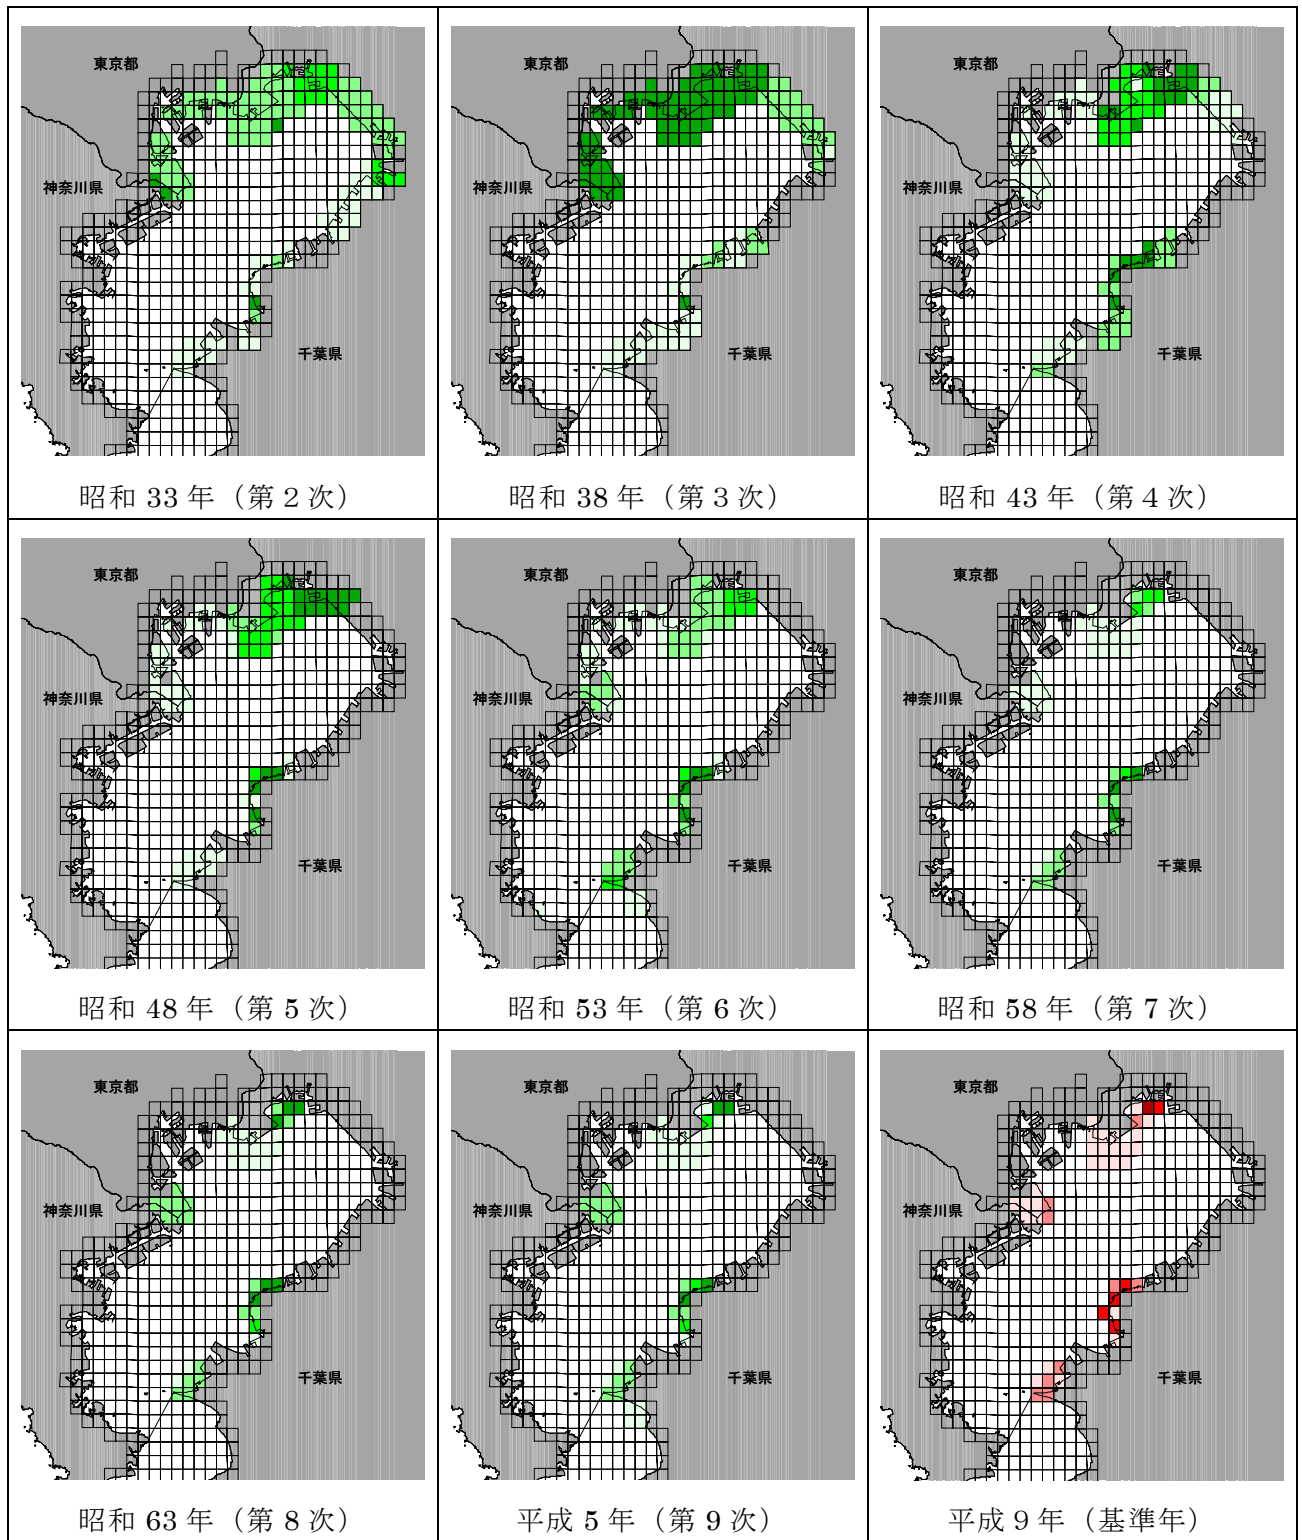 東京都
神奈川県
千葉県
昭和 33 年（第２次）
東京都
神奈川県
千葉県
昭和 38 年（第３次）
東京都
神奈川県
千葉県
昭和 43 年（第４次）
東京都
神奈川県
千葉県
昭和 48 年（第 5 次）
東京都
神奈川県
千葉県
昭和 53 年（第 6 次）
東京都
神奈川県
千葉県
昭和 58 年（第 7 次）
東京都
神奈川県
千葉県
昭和 63 年（第 8 次）
東京都
神奈川県
千葉県
平成 5 年（第 9 次）
東京都
神奈川県
千葉県
平成９年（基準年）